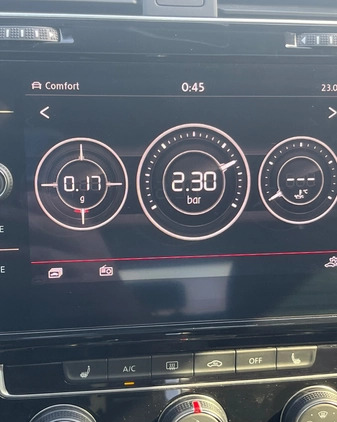 Comfort 0:45 23.0
0.17 2.30 ---
g bar °C
A/C OFF